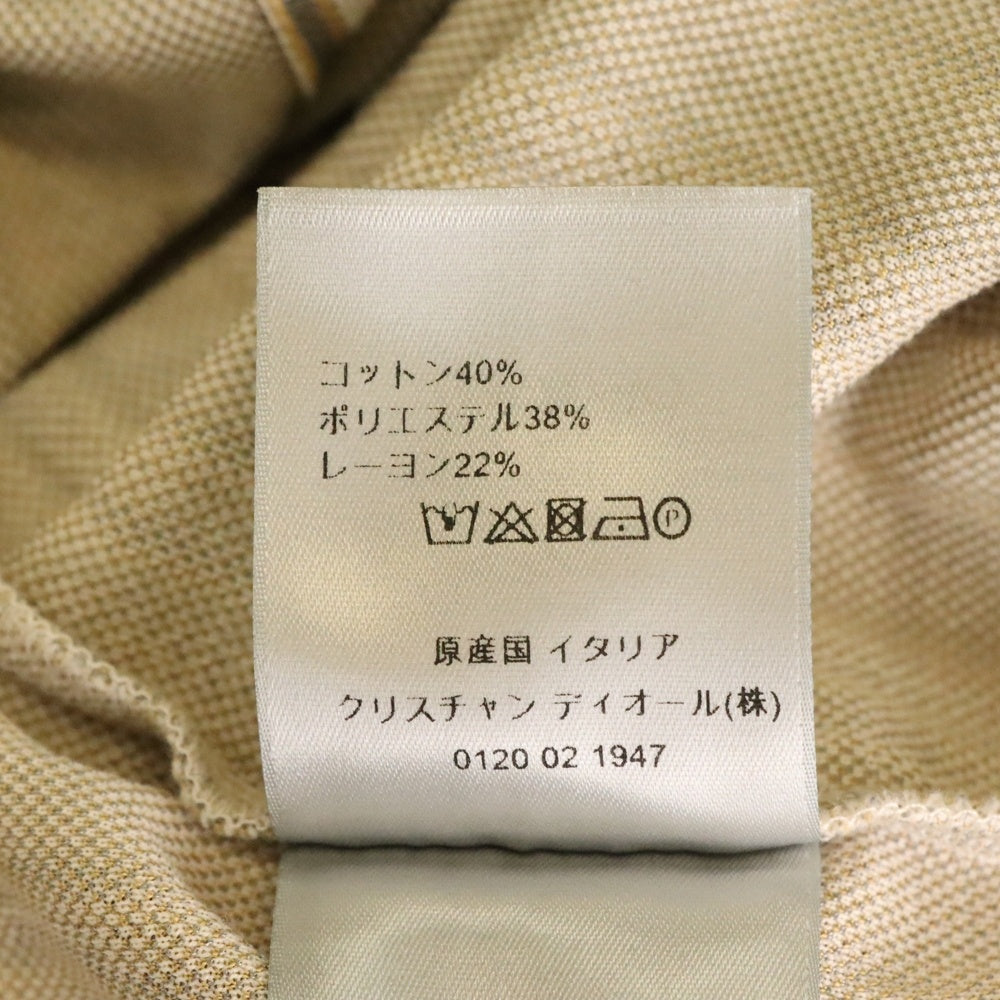 コットン40%
ポリエステル38%
レーヨン22%
P
原産国 イタリア
クリスチャン ディオール(株)
0120 02 1947